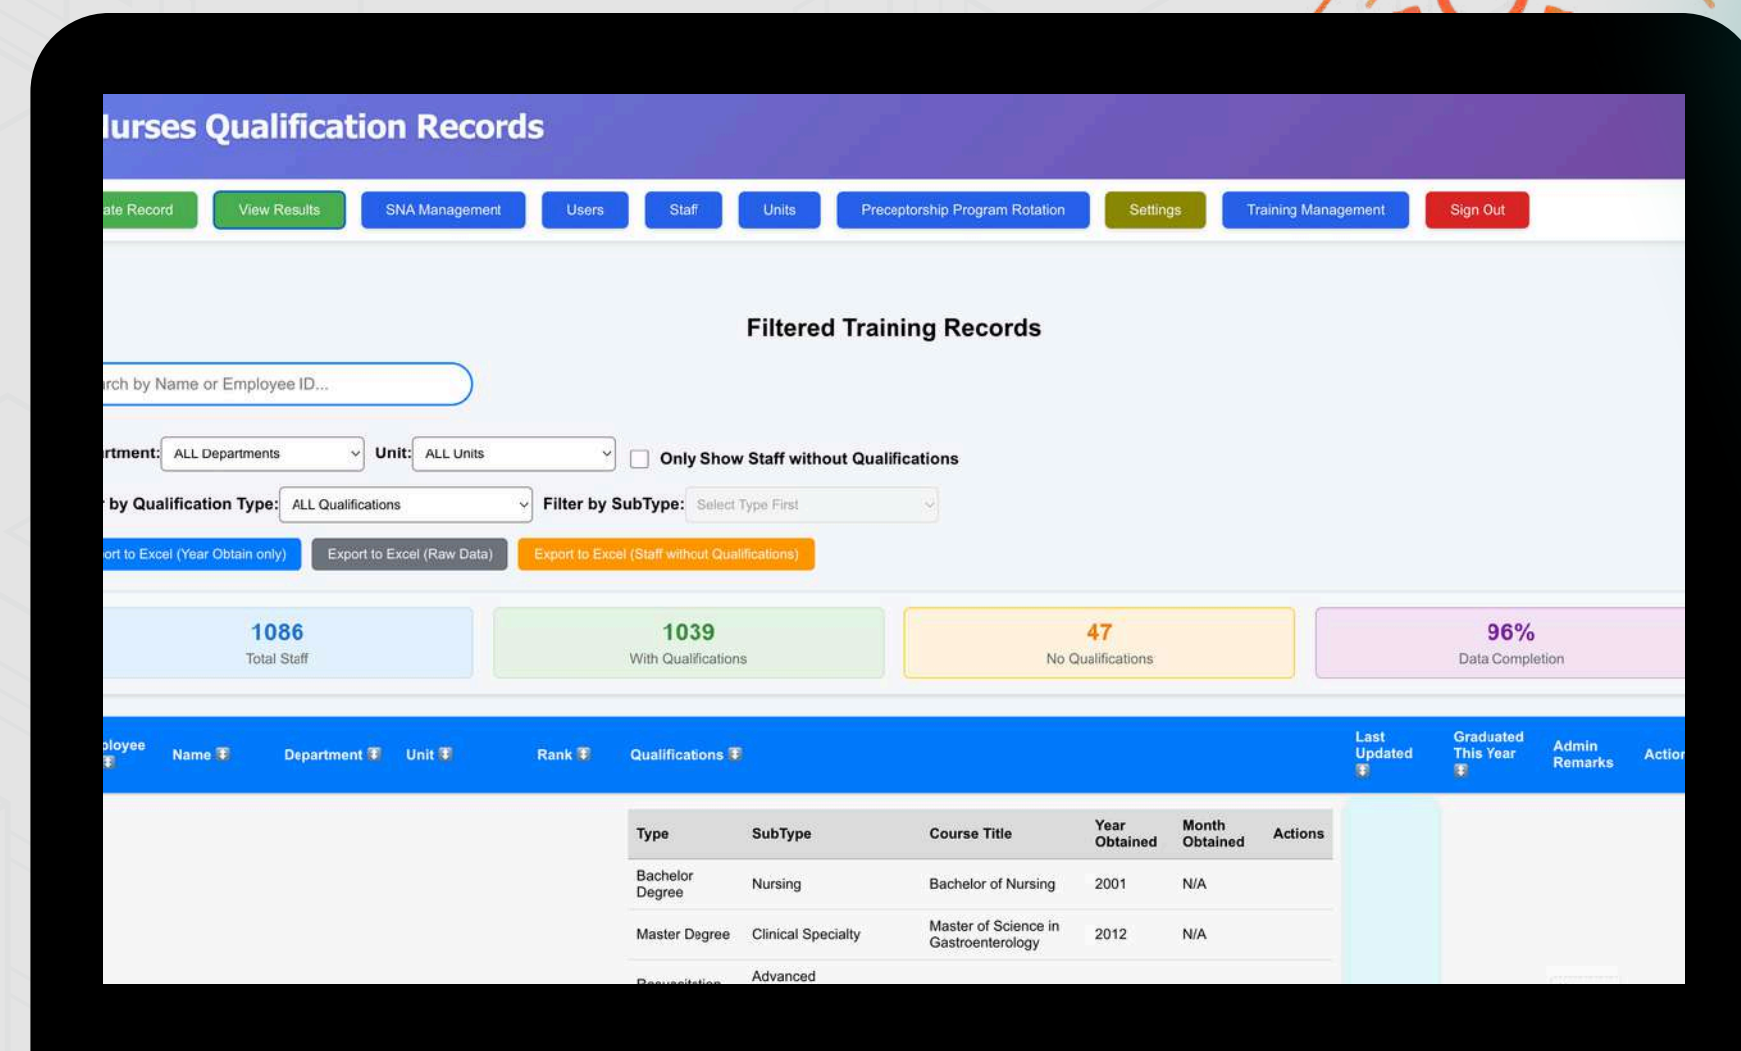 lurses Qualification Records
ate Record View Results SNA Management Users Staff Units Preceptorship Program Rotation Settings Training Management Sign Out
Filtered Training Records
rch by Name or Employee ID...
rtment: ALL Departments Unit: ALL Units Only Show Staff without Qualifications
by Qualification Type: ALL Qualifications Filter by SubType: Select Type First
ort to Excel (Year Obtain only) Export to Excel (Raw Data) Export to Excel (Staff without Qualifications)
1086 1039 47 96%
Total Staff With Qualifications No Qualifications Data Completion
ployee Name Department Unit Rank Qualifications Last Updated Graduated This Year Admin Remarks Action
Type SubType Course Title Year Obtained Month Obtained Actions
Bachelor Degree Nursing Bachelor of Nursing 2001 N/A
Master Degree Clinical Specialty Master of Science in Gastroenterology 2012 N/A
Resuscitation Advanced